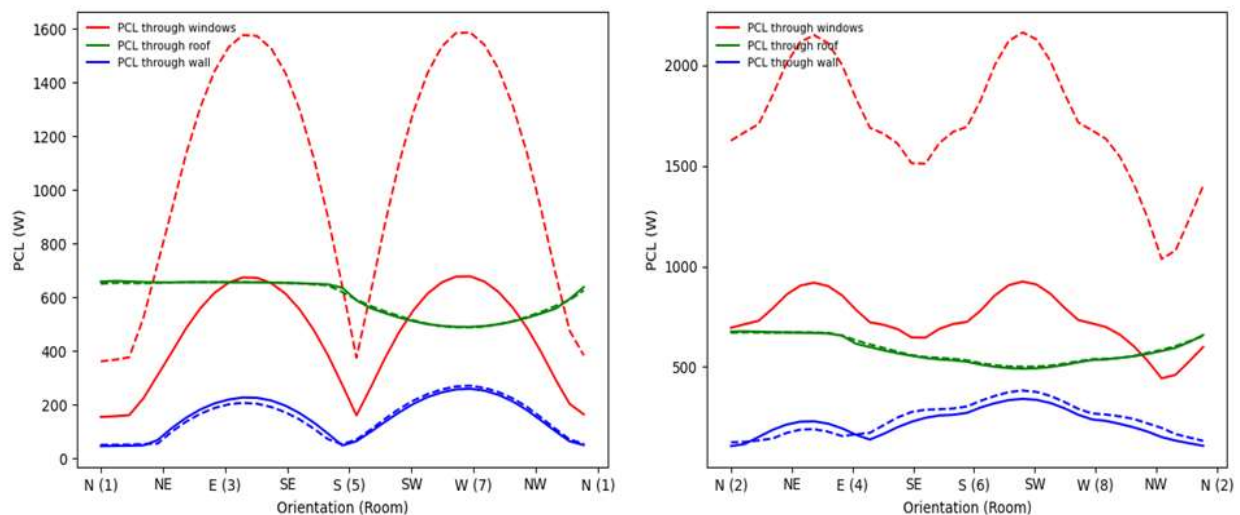 PCL through windows
PCL through roof
PCL through wall
1600
1400
1200
1000
800
600
400
200
0
PCL (W)
N (1) NE E (3) SE S (5) SW W (7) NW N (1)
Orientation (Room)
PCL through windows
PCL through roof
PCL through wall
2000
1500
1000
500
PCL (W)
N (2) NE E (4) SE S (6) SW W (8) NW N (2)
Orientation (Room)